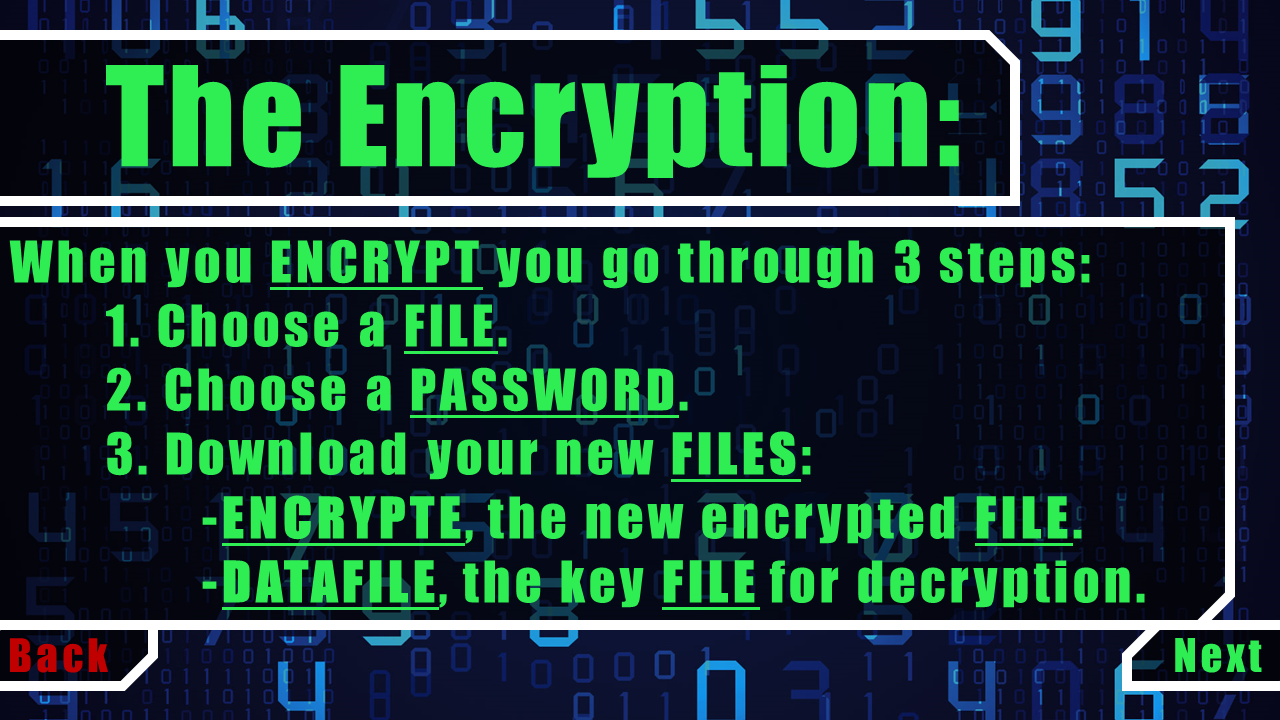 The Encryption:
When you ENCRYPT you go through 3 steps:
1. Choose a FILE.
2. Choose a PASSWORD.
3. Download your new FILES:
-ENCRYPTE, the new encrypted FILE.
-DATAFILE, the key FILE for decryption.
Back
Next